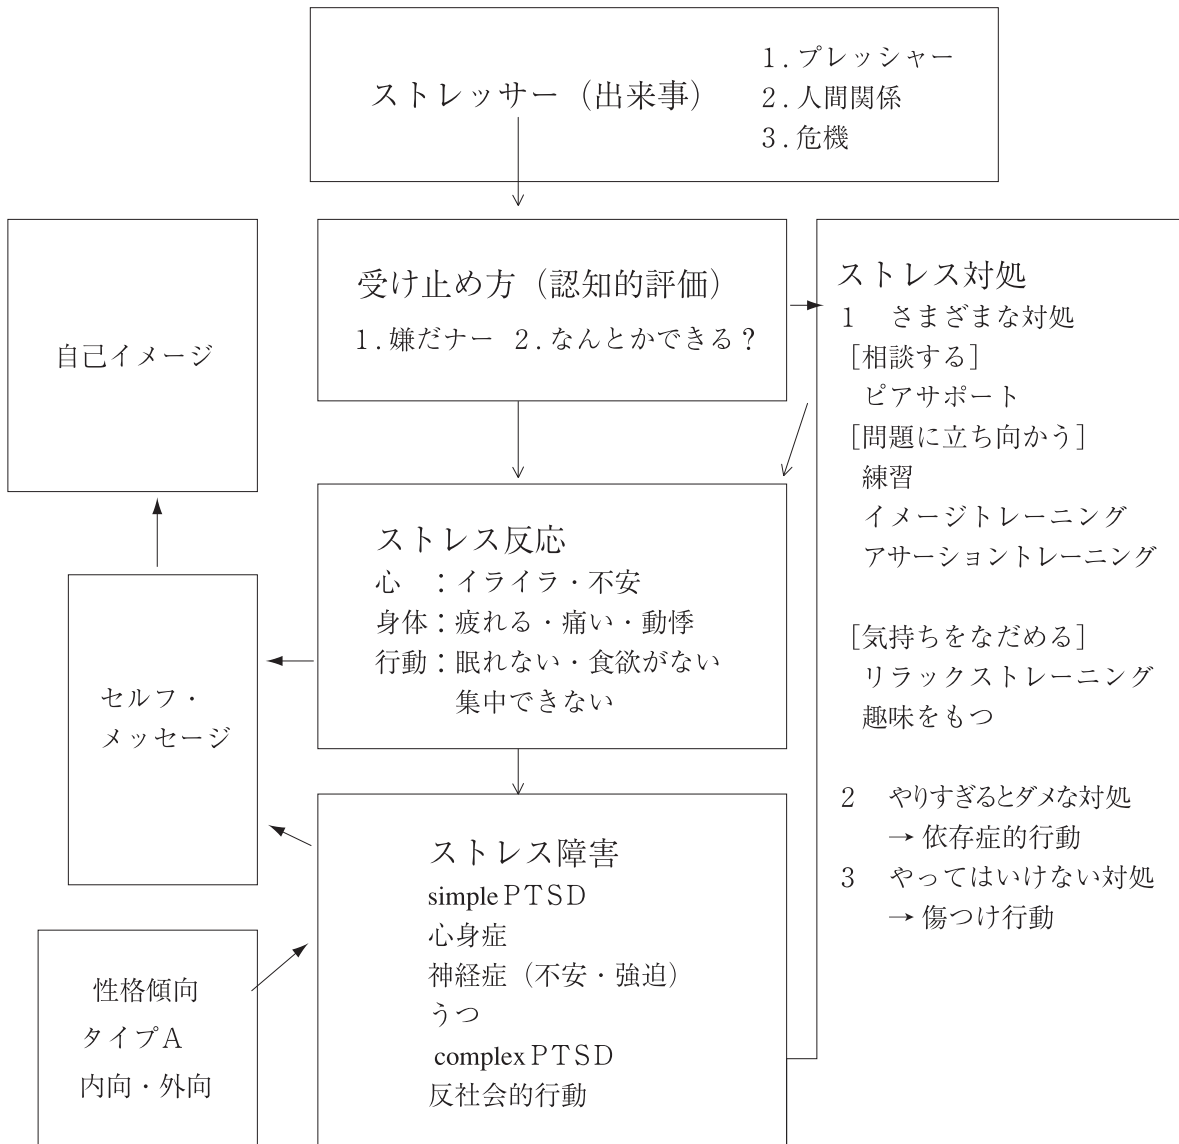 ストレッサー（出来事）
１.プレッシャー
２.人間関係
３.危機
受け止め方（認知的評価）
１.嫌だナー ２.なんとかできる？
ストレス対処
１　さまざまな対処
［相談する］
ピアサポート
［問題に立ち向かう］
練習
イメージトレーニング
アサーショントレーニング
［気持ちをなだめる］
リラックストレーニング
趣味をもつ
２　やりすぎるとダメな対処
→ 依存症的行動
３　やってはいけない対処
→ 傷つけ行動
自己イメージ
ストレス反応
心　：イライラ・不安
身体：疲れる・痛い・動悸
行動：眠れない・食欲がない
集中できない
セルフ・
メッセージ
ストレス障害
simple ＰＴＳＤ
心身症
神経症（不安・強迫）
うつ
complex ＰＴＳＤ
反社会的行動
性格傾向
タイプＡ
内向・外向